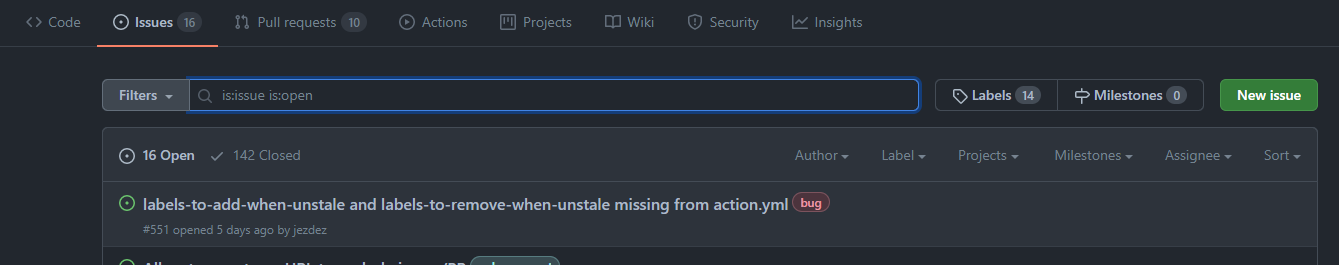 Code Issues 16 Pull requests 10 Actions Projects Wiki Security Insights
Filters is:issue is:open Labels 14 Milestones 0 New issue
16 Open 142 Closed Author Label Projects Milestones Assignee Sort
labels-to-add-when-unstale and labels-to-remove-when-unstale missing from action.yml bug
#551 opened 5 days ago by jezdez